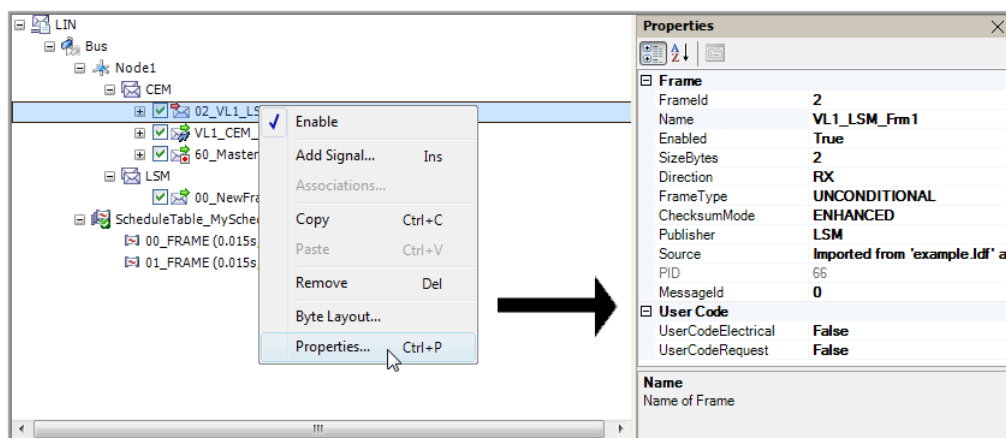 LIN
Bus
Node1
CEM
02_VL1_LS
VL1_CEM_
60_Master
LSM
00_NewFra
ScheduleTable_MySche
00_FRAME (0.015s
01_FRAME (0.015s
Enable
Add Signal... Ins
Associations...
Copy Ctrl+C
Paste Ctrl+V
Remove Del
Byte Layout...
Properties... Ctrl+P
Properties
Frame
FrameId 2
Name VL1_LSM_Frm1
Enabled True
SizeBytes 2
Direction RX
FrameType UNCONDITIONAL
ChecksumMode ENHANCED
Publisher LSM
Source Imported from 'example.ldf' a
PID 66
MessageId 0
User Code
UserCodeElectrical False
UserCodeRequest False
Name
Name of Frame